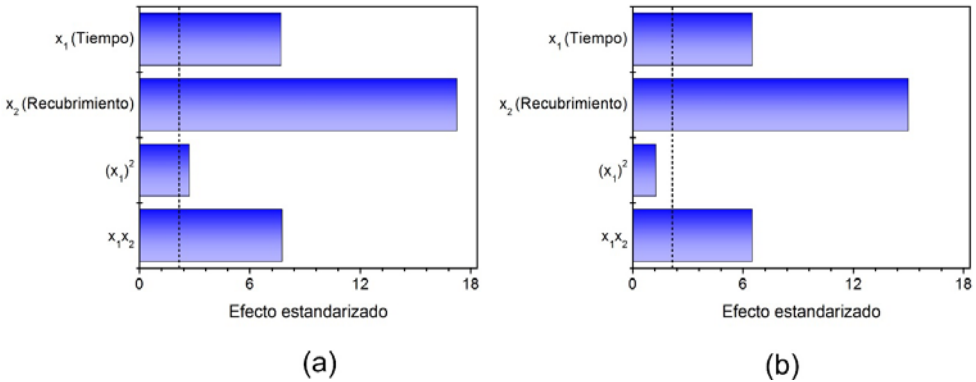 x₁ (Tiempo)
x₂ (Recubrimiento)
(x₁)²
x₁x₂
0 6 12 18
Efecto estandarizado
(a)
x₁ (Tiempo)
x₂ (Recubrimiento)
(x₁)²
x₁x₂
0 6 12 18
Efecto estandarizado
(b)